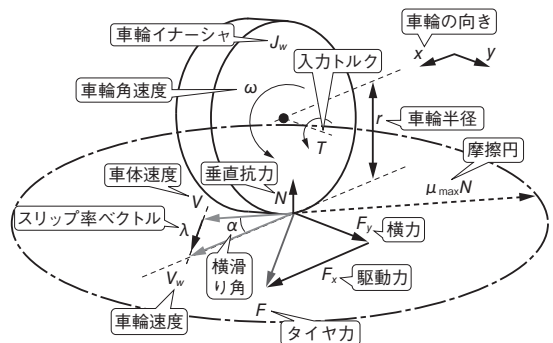 車輪イナーシャ
J_w
車輪の向き
x
y
入力トルク
車輪角速度
ω
r
車輪半径
T
摩擦円
車体速度
垂直抗力
V
N
μ_max N
スリップ率ベクトル
λ
α
F_y
横力
横滑
り角
F_x
駆動力
V_w
車輪速度
F
タイヤ力